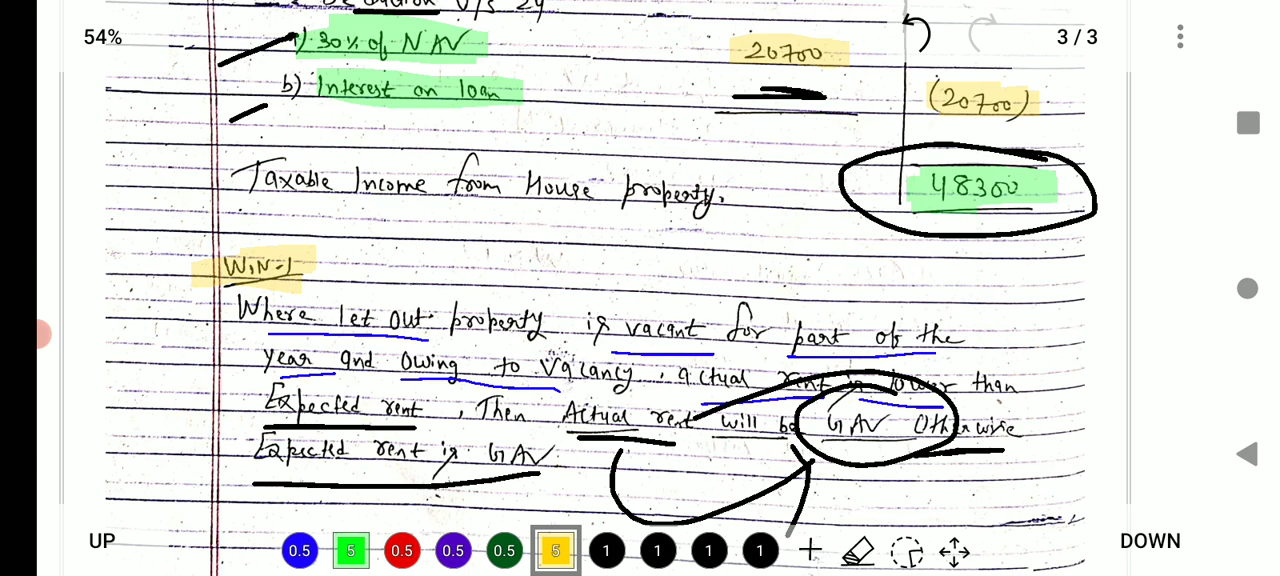 Deduction U/s 24
54%
3 / 3
a) 30% of NAV 20700
b) Interest on loan (20700)
Taxable Income from House property. 48300
W.N-1
Where let out property is vacant for part of the
year and owing to vacancy, actual rent is lower than
Expected rent, Then Actual rent will be GAV Otherwise
Expected rent is GAV
UP 0.5 5 0.5 0.5 0.5 5 1 1 1 1 DOWN